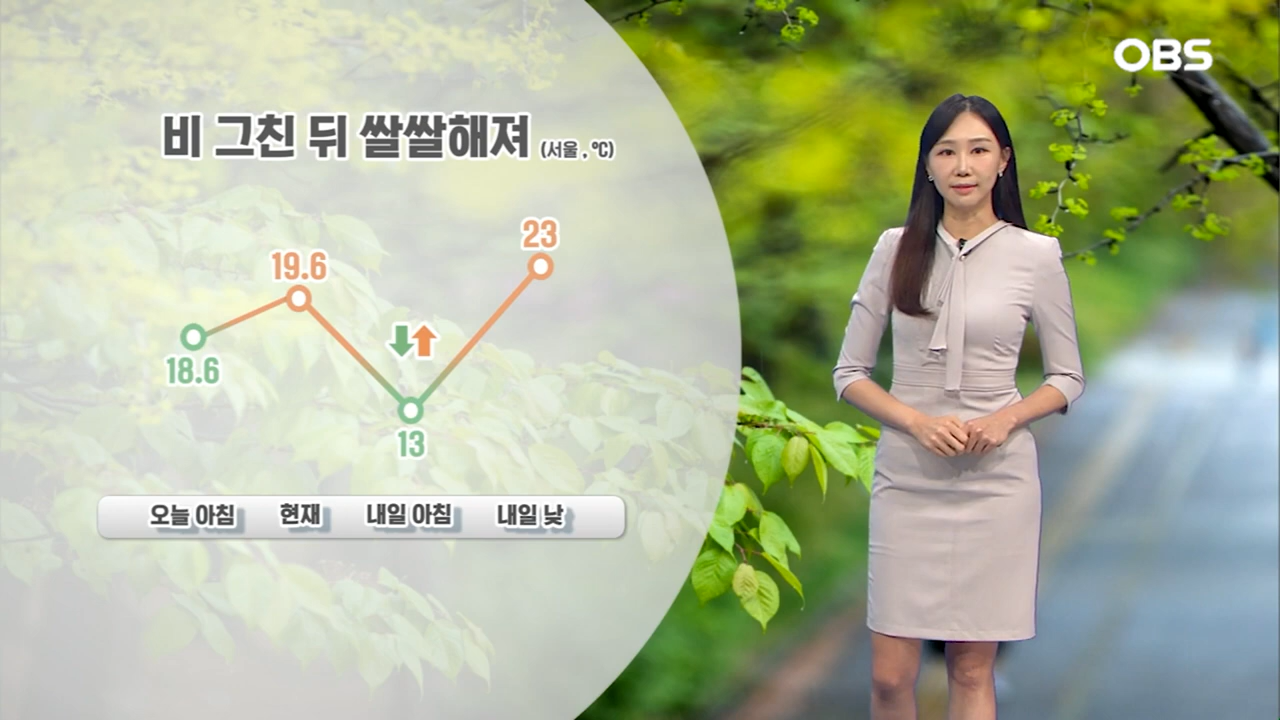 OBS
비 그친 뒤 쌀쌀해져 (서울, ℃)
23
19.6
18.6
13
오늘 아침 현재 내일 아침 내일 낮